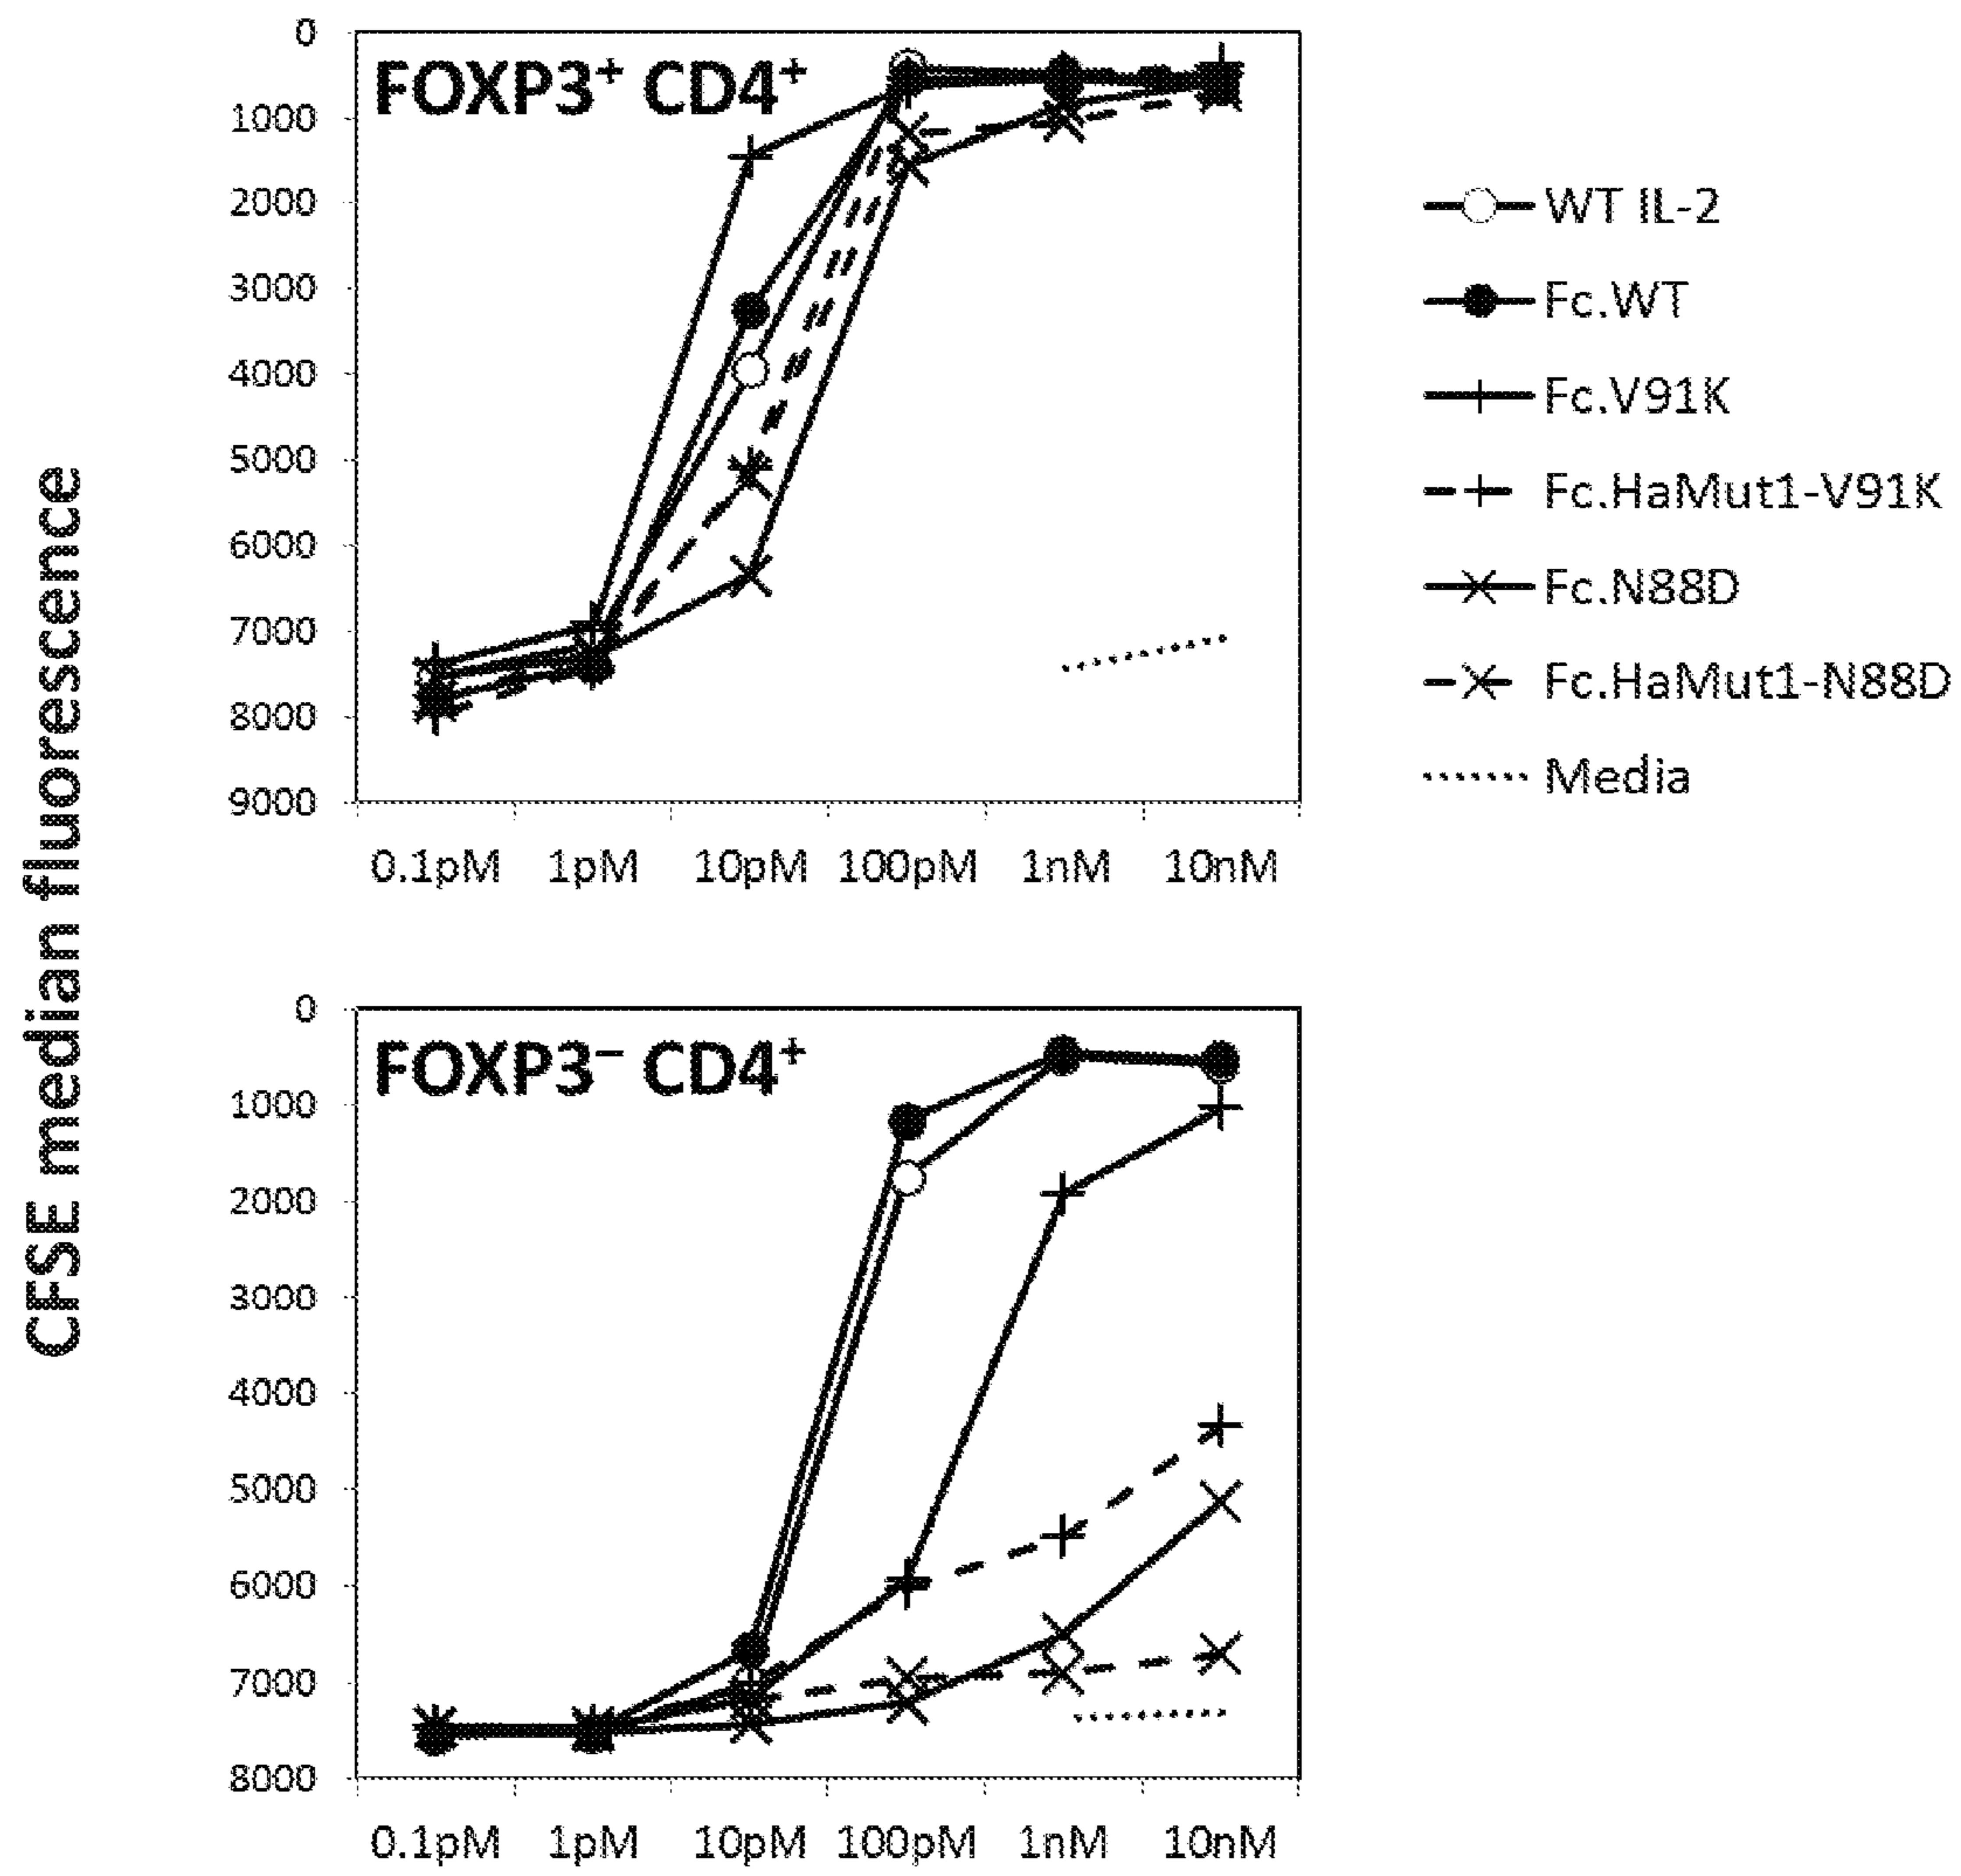 CFSE median fluorescence
FOXP3⁺ CD4⁺
0
1000
2000
3000
4000
5000
6000
7000
8000
9000
0.1pM 1pM 10pM 100pM 1nM 10nM
WT IL-2
Fc.WT
Fc.V91K
Fc.HaMut1-V91K
Fc.N88D
Fc.HaMut1-N88D
Media
FOXP3⁻ CD4⁺
0
1000
2000
3000
4000
5000
6000
7000
8000
0.1pM 1pM 10pM 100pM 1nM 10nM